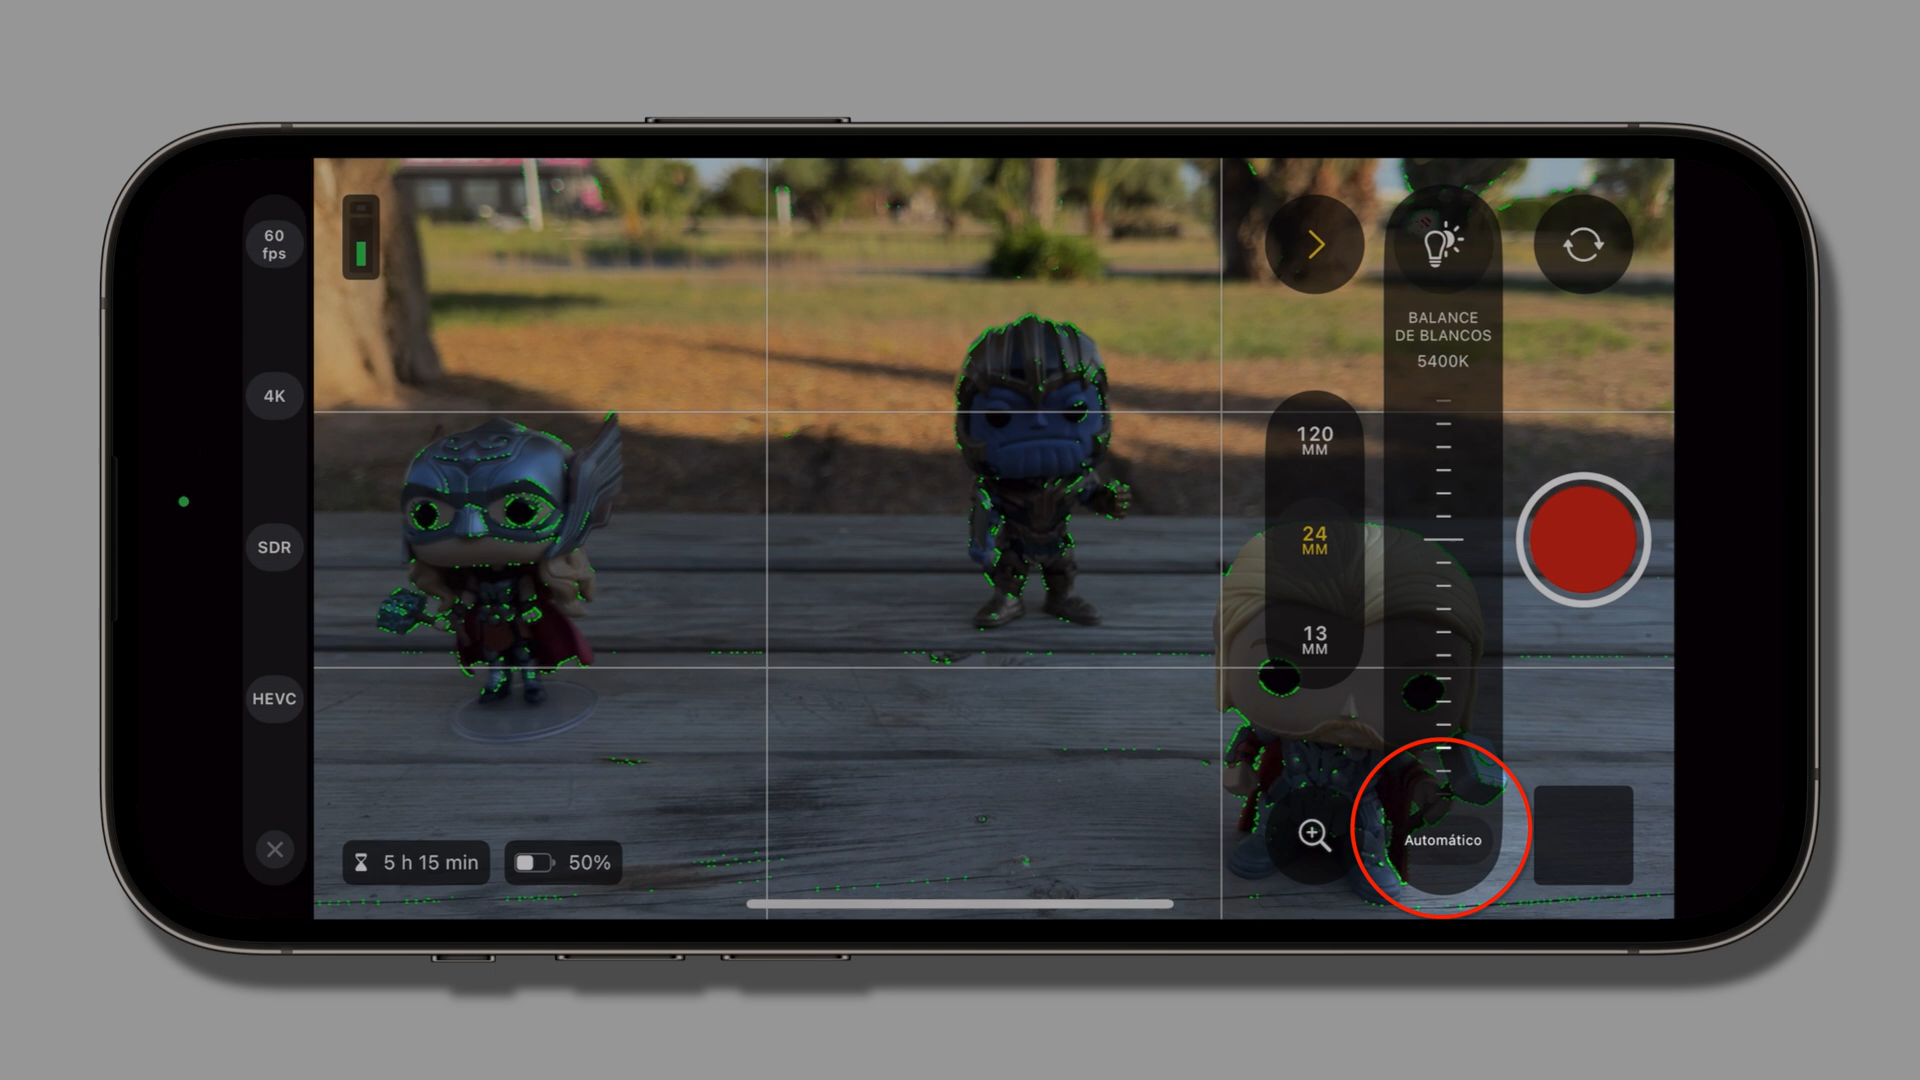 60
fps
4K
SDR
HEVC
5 h 15 min
50%
120
MM
24
MM
13
MM
BALANCE
DE BLANCOS
5400K
Automático